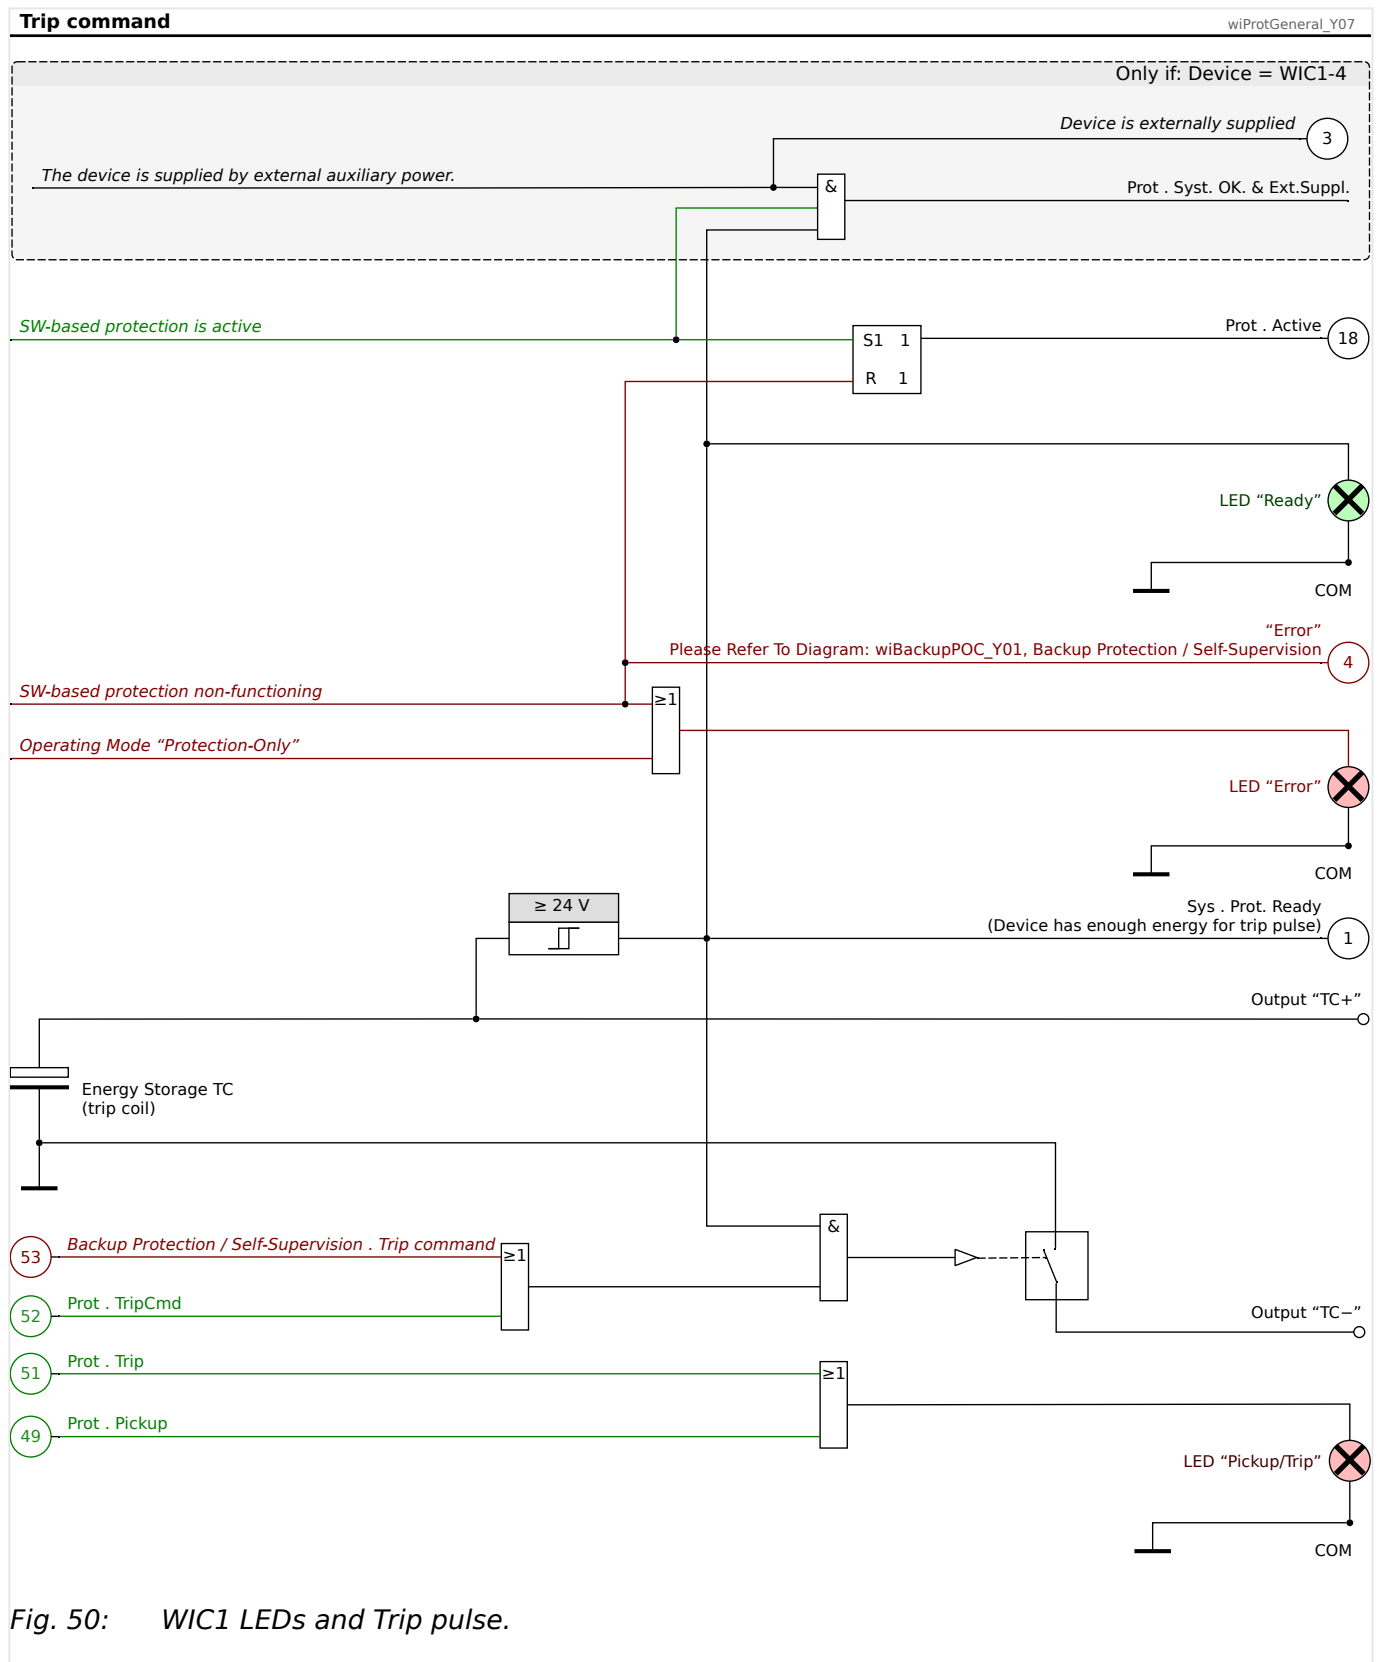 Trip command
wiProtGeneral_Y07
Only if: Device = WIC1-4
Device is externally supplied
3
The device is supplied by external auxiliary power.
&
Prot . Syst. OK. & Ext.Suppl.
SW-based protection is active
S1 1
R 1
Prot . Active
18
LED “Ready”
COM
“Error”
Please Refer To Diagram: wiBackupPOC_Y01, Backup Protection / Self-Supervision
4
SW-based protection non-functioning
≥1
Operating Mode “Protection-Only”
LED “Error”
COM
≥ 24 V
Sys . Prot. Ready
(Device has enough energy for trip pulse)
1
Output “TC+”
Energy Storage TC
(trip coil)
&
53
Backup Protection / Self-Supervision . Trip command
≥1
52
Prot . TripCmd
Output “TC−”
51
Prot . Trip
≥1
49
Prot . Pickup
LED “Pickup/Trip”
COM
Fig. 50: WIC1 LEDs and Trip pulse.